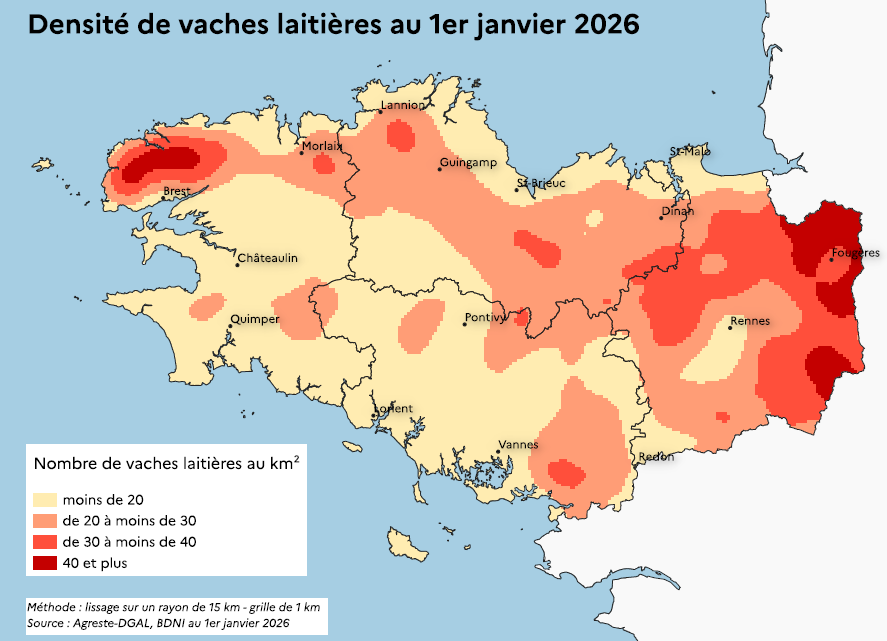 Densité de vaches laitières au 1er janvier 2026
Lannion
Morlaix
St-Malo
Guingamp
St-Brieuc
Brest
Dinan
Fougères
Châteaulin
Quimper
Pontivy
Rennes
Lorient
Vannes
Redon
Nombre de vaches laitières au km²
moins de 20
de 20 à moins de 30
de 30 à moins de 40
40 et plus
Méthode : lissage sur un rayon de 15 km - grille de 1 km
Source : Agreste-DGAL, BDNI au 1er janvier 2026